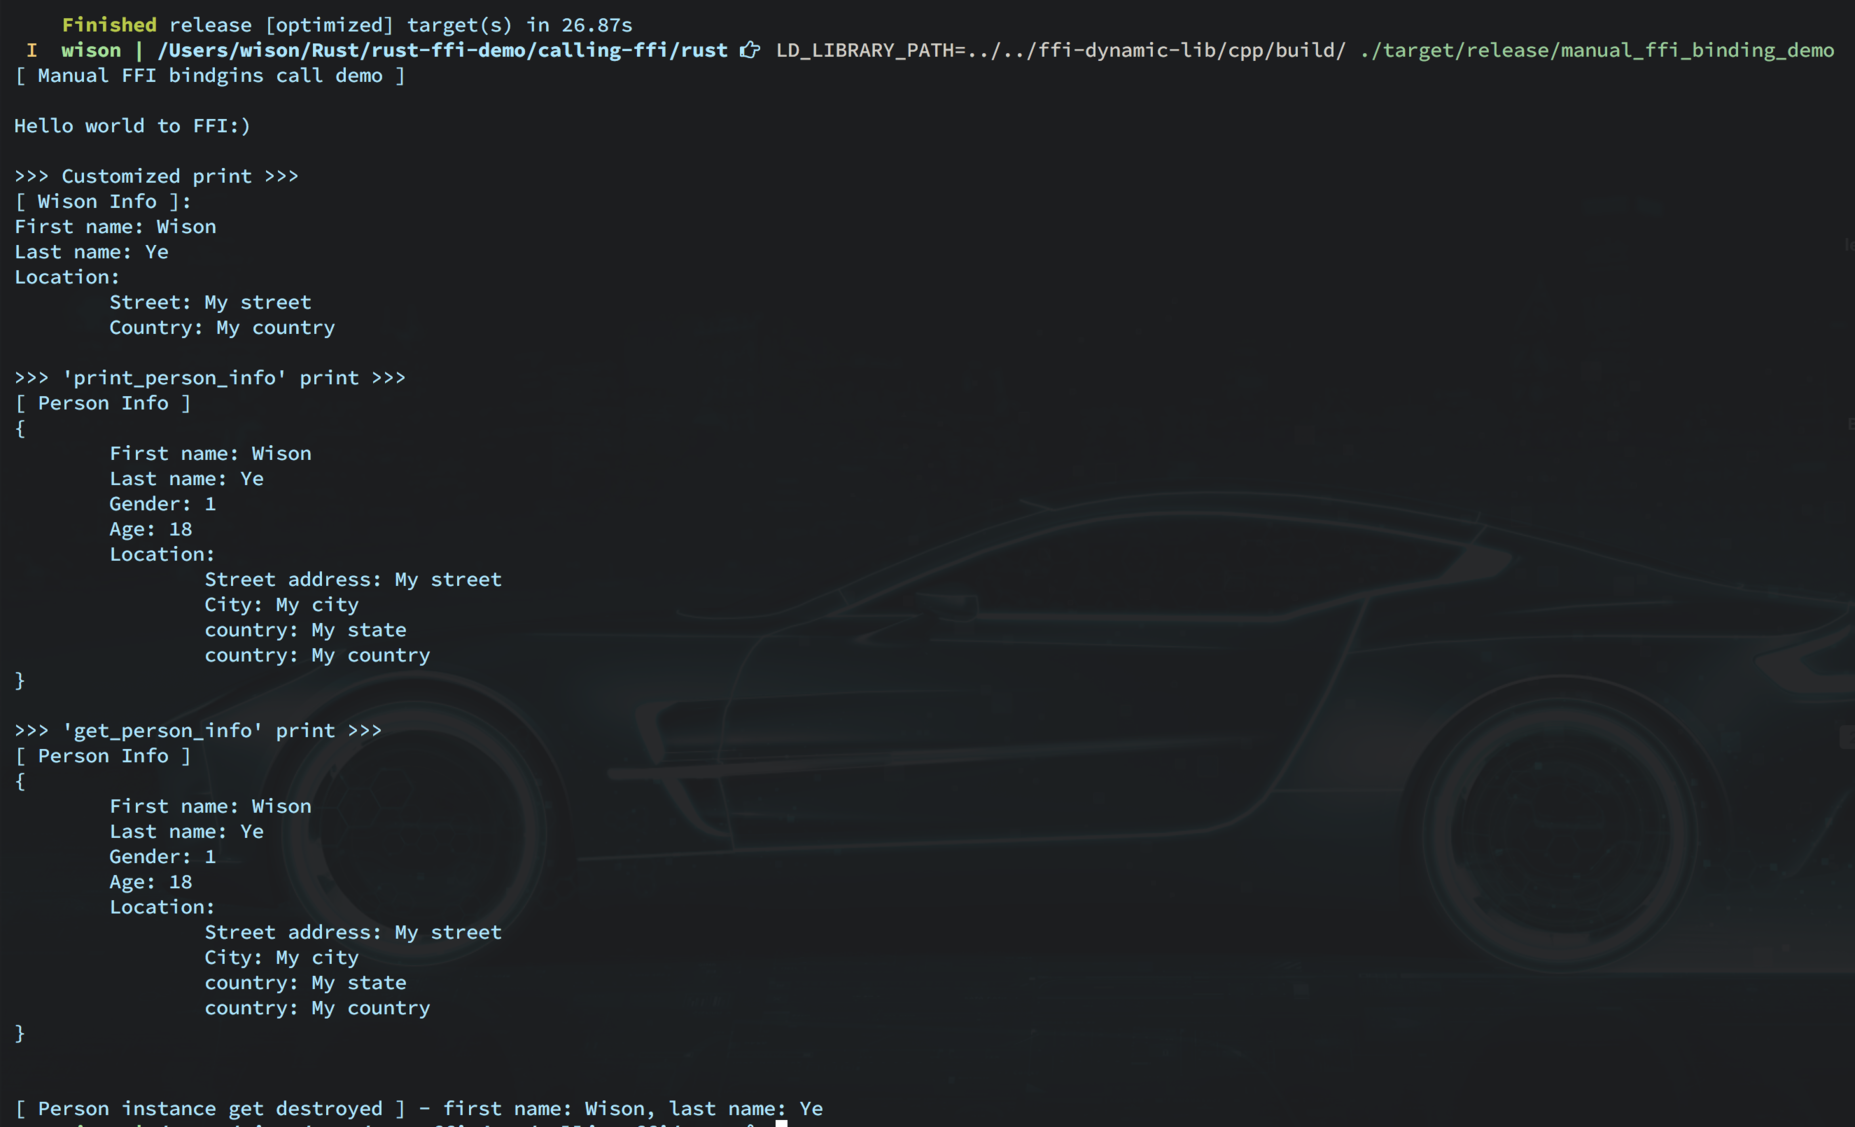 Finished release [optimized] target(s) in 26.87s
I wison | /Users/wison/Rust/rust-ffi-demo/calling-ffi/rust LD_LIBRARY_PATH=../../ffi-dynamic-lib/cpp/build/ ./target/release/manual_ffi_binding_demo
[ Manual FFI bindgins call demo ]
Hello world to FFI:)
>>> Customized print >>>
[ Wison Info ]:
First name: Wison
Last name: Ye
Location:
Street: My street
Country: My country
>>> 'print_person_info' print >>>
[ Person Info ]
{
First name: Wison
Last name: Ye
Gender: 1
Age: 18
Location:
Street address: My street
City: My city
country: My state
country: My country
}
>>> 'get_person_info' print >>>
[ Person Info ]
{
First name: Wison
Last name: Ye
Gender: 1
Age: 18
Location:
Street address: My street
City: My city
country: My state
country: My country
}
[ Person instance get destroyed ] - first name: Wison, last name: Ye